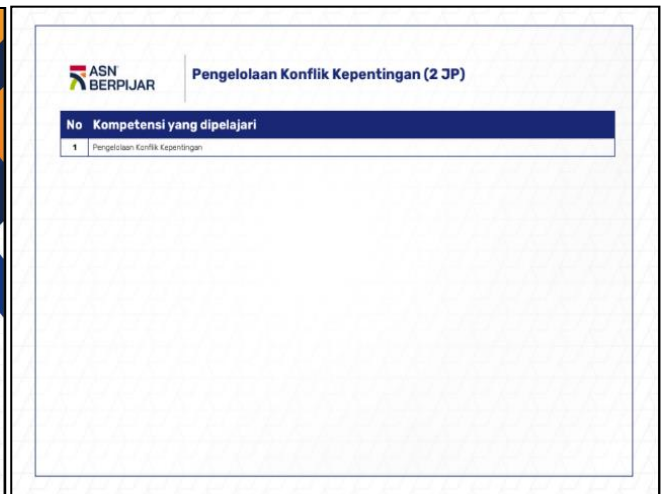 ASN
BERPIJAR
Pengelolaan Konflik Kepentingan (2 JP)
No Kompetensi yang dipelajari
1 Pengelolaan Konflik Kepentingan